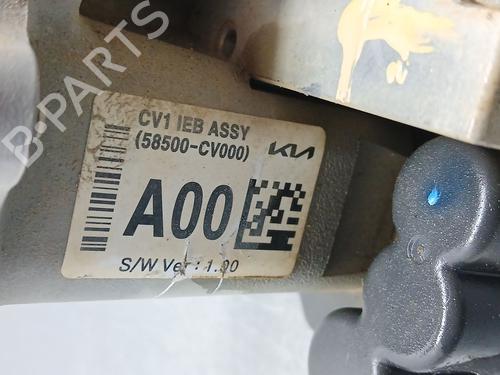 B-PARTS
CV1 IEB ASSY
(58500-CV000)
KIA
A00
S/W Ver : 1.00